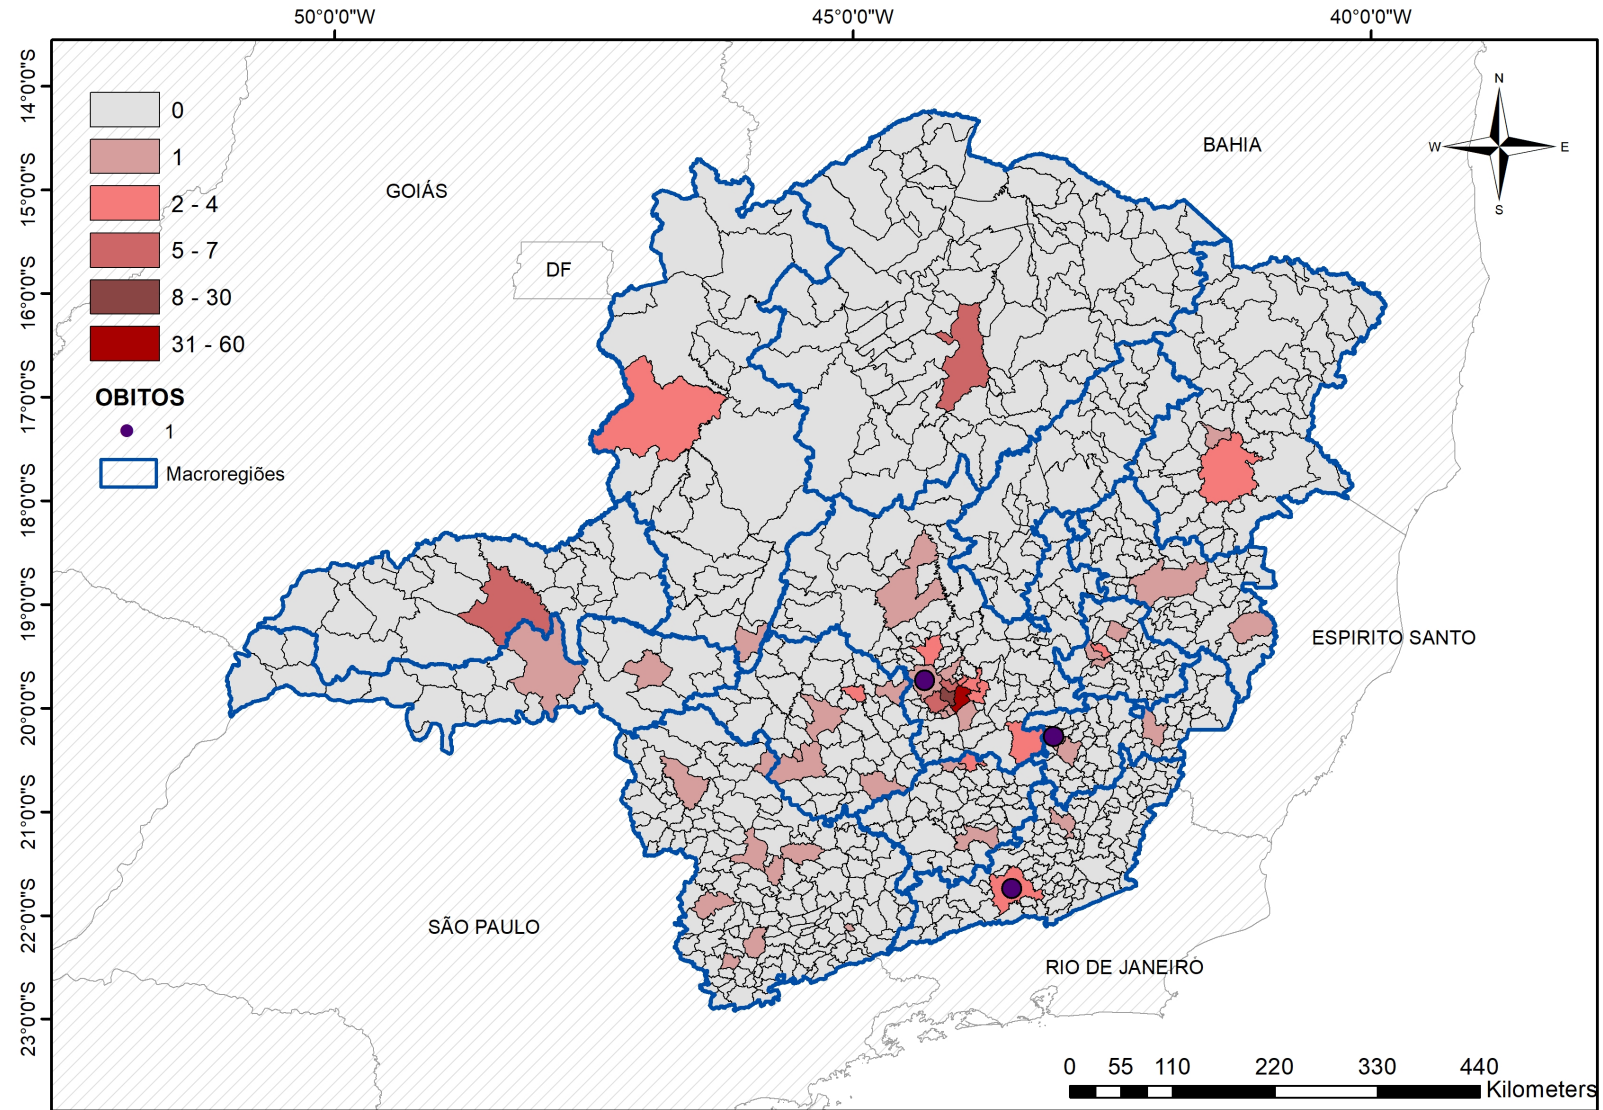 50°0'0"W 45°0'0"W 40°0'0"W
14°0'0"S
15°0'0"S
16°0'0"S
17°0'0"S
18°0'0"S
19°0'0"S
20°0'0"S
21°0'0"S
22°0'0"S
23°0'0"S
0
1
2 - 4
5 - 7
8 - 30
31 - 60
OBITOS
1
Macroregiões
GOIÁS
DF
BAHIA
N
W E
S
ESPIRITO SANTO
SÃO PAULO
RIO DE JANEIRO
0 55 110 220 330 440
Kilometers